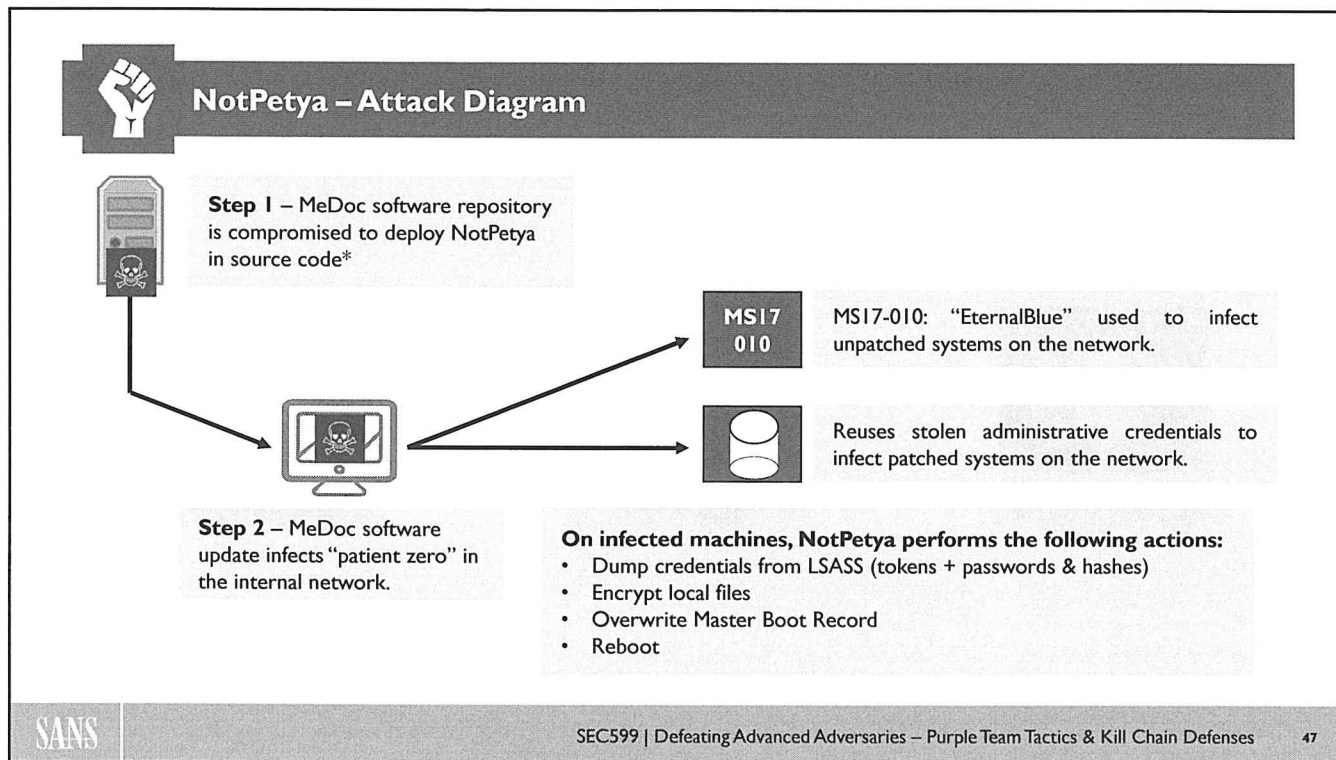 NotPetya – Attack Diagram
Step 1 – MeDoc software repository
is compromised to deploy NotPetya
in source code*
MS17
010
MS17-010: “EternalBlue” used to infect
unpatched systems on the network.
Reuses stolen administrative credentials to
infect patched systems on the network.
Step 2 – MeDoc software
update infects “patient zero” in
the internal network.
On infected machines, NotPetya performs the following actions:
• Dump credentials from LSASS (tokens + passwords & hashes)
• Encrypt local files
• Overwrite Master Boot Record
• Reboot
SANS
SEC599 | Defeating Advanced Adversaries – Purple Team Tactics & Kill Chain Defenses 47